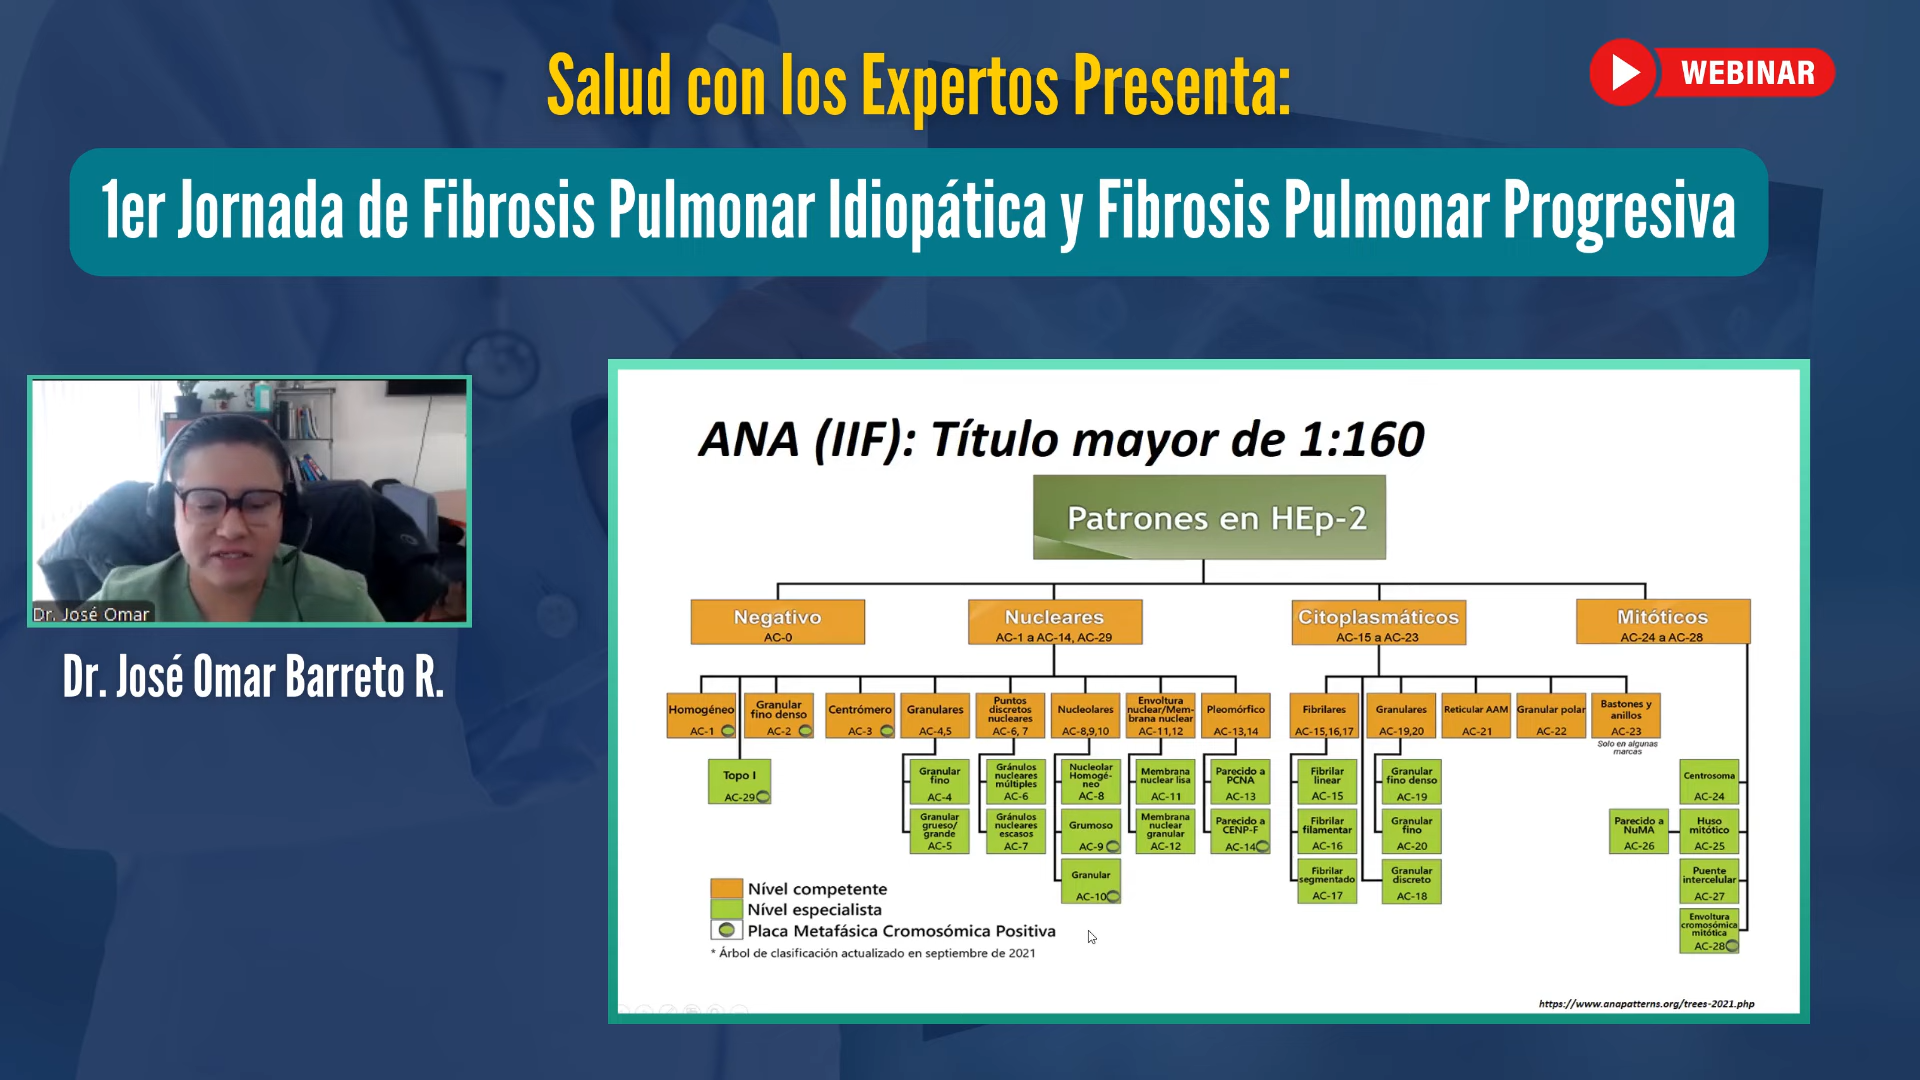 Salud con los Expertos Presenta:
WEBINAR
1er Jornada de Fibrosis Pulmonar Idiopática y Fibrosis Pulmonar Progresiva
Dr. José Omar
Dr. José Omar Barreto R.
ANA (IIF): Título mayor de 1:160
Patrones en HEp-2
Negativo
AC-0
Nucleares
AC-1 a AC-14, AC-29
Citoplasmáticos
AC-15 a AC-23
Mitóticos
AC-24 a AC-28
Homogéneo
AC-1
Granular
fino denso
AC-2
Centrómero
AC-3
Granulares
AC-4,5
Puntos
discretos
nucleares
AC-6, 7
Nucleolares
AC-8,9,10
Envoltura
nuclear/Mem-
brana nuclear
AC-11,12
Pleomórfico
AC-13,14
Fibrilares
AC-15,16,17
Granulares
AC-19,20
Reticular AAM
AC-21
Granular polar
AC-22
Bastones y
anillos
AC-23
Solo en algunas
marcas
Topo I
AC-29
Granular
fino
AC-4
Granular
grueso/
grande
AC-5
Gránulos
nucleares
múltiples
AC-6
Gránulos
nucleares
escasos
AC-7
Nucleolar
Homogé-
neo
AC-8
Grumoso
AC-9
Granular
AC-10
Membrana
nuclear lisa
AC-11
Membrana
nuclear
granular
AC-12
Parecido a
PCNA
AC-13
Parecido a
CENP-F
AC-14
Fibrilar
linear
AC-15
Fibrilar
filamentar
AC-16
Fibrilar
segmentado
AC-17
Granular
fino denso
AC-19
Granular
fino
AC-20
Granular
discreto
AC-18
Centrosoma
AC-24
Parecido a
NuMA
AC-26
Huso
mitótico
AC-25
Puente
intercelular
AC-27
Envoltura
cromosómica
mitótica
AC-28
Nível competente
Nível especialista
Placa Metafásica Cromosómica Positiva
* Árbol de clasificación actualizado en septiembre de 2021
https://www.anapatterns.org/trees-2021.php